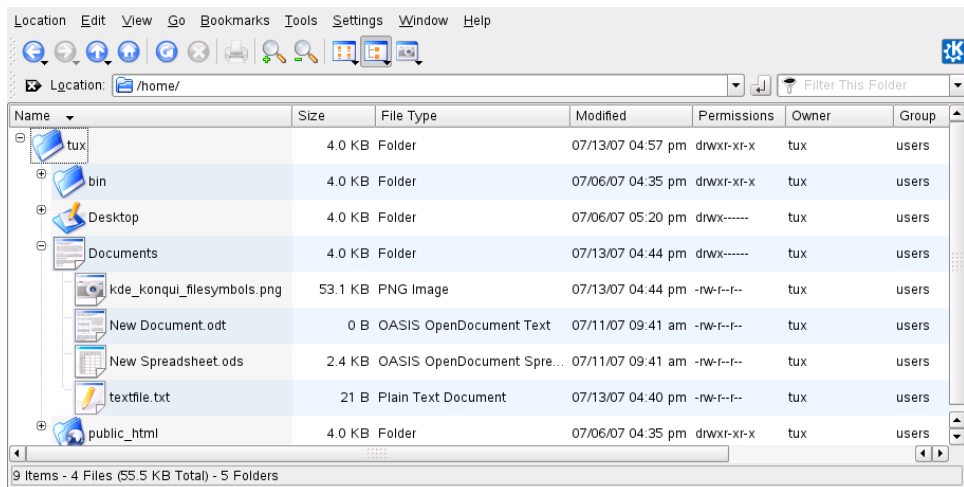 Location Edit View Go Bookmarks Tools Settings Window Help
Location: /home/ Filter This Folder
Name Size File Type Modified Permissions Owner Group
tux 4.0 KB Folder 07/13/07 04:57 pm drwxr-xr-x tux users
bin 4.0 KB Folder 07/06/07 04:35 pm drwxr-xr-x tux users
Desktop 4.0 KB Folder 07/06/07 05:20 pm drwx------ tux users
Documents 4.0 KB Folder 07/13/07 04:44 pm drwx------ tux users
kde_konqui_filesymbols.png 53.1 KB PNG Image 07/13/07 04:44 pm -rw-r--r-- tux users
New Document.odt 0 B OASIS OpenDocument Text 07/11/07 09:41 am -rw-r--r-- tux users
New Spreadsheet.ods 2.4 KB OASIS OpenDocument Spre... 07/11/07 09:41 am -rw-r--r-- tux users
textfile.txt 21 B Plain Text Document 07/13/07 04:40 pm -rw-r--r-- tux users
public_html 4.0 KB Folder 07/06/07 04:35 pm drwxr-xr-x tux users
9 Items - 4 Files (55.5 KB Total) - 5 Folders